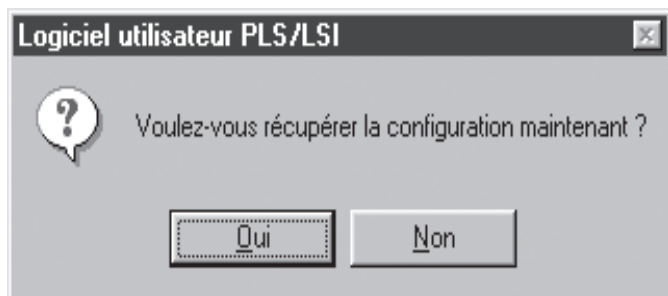 Logiciel utilisateur PLS/LSI
?
Voulez-vous récupérer la configuration maintenant ?
Oui
Non